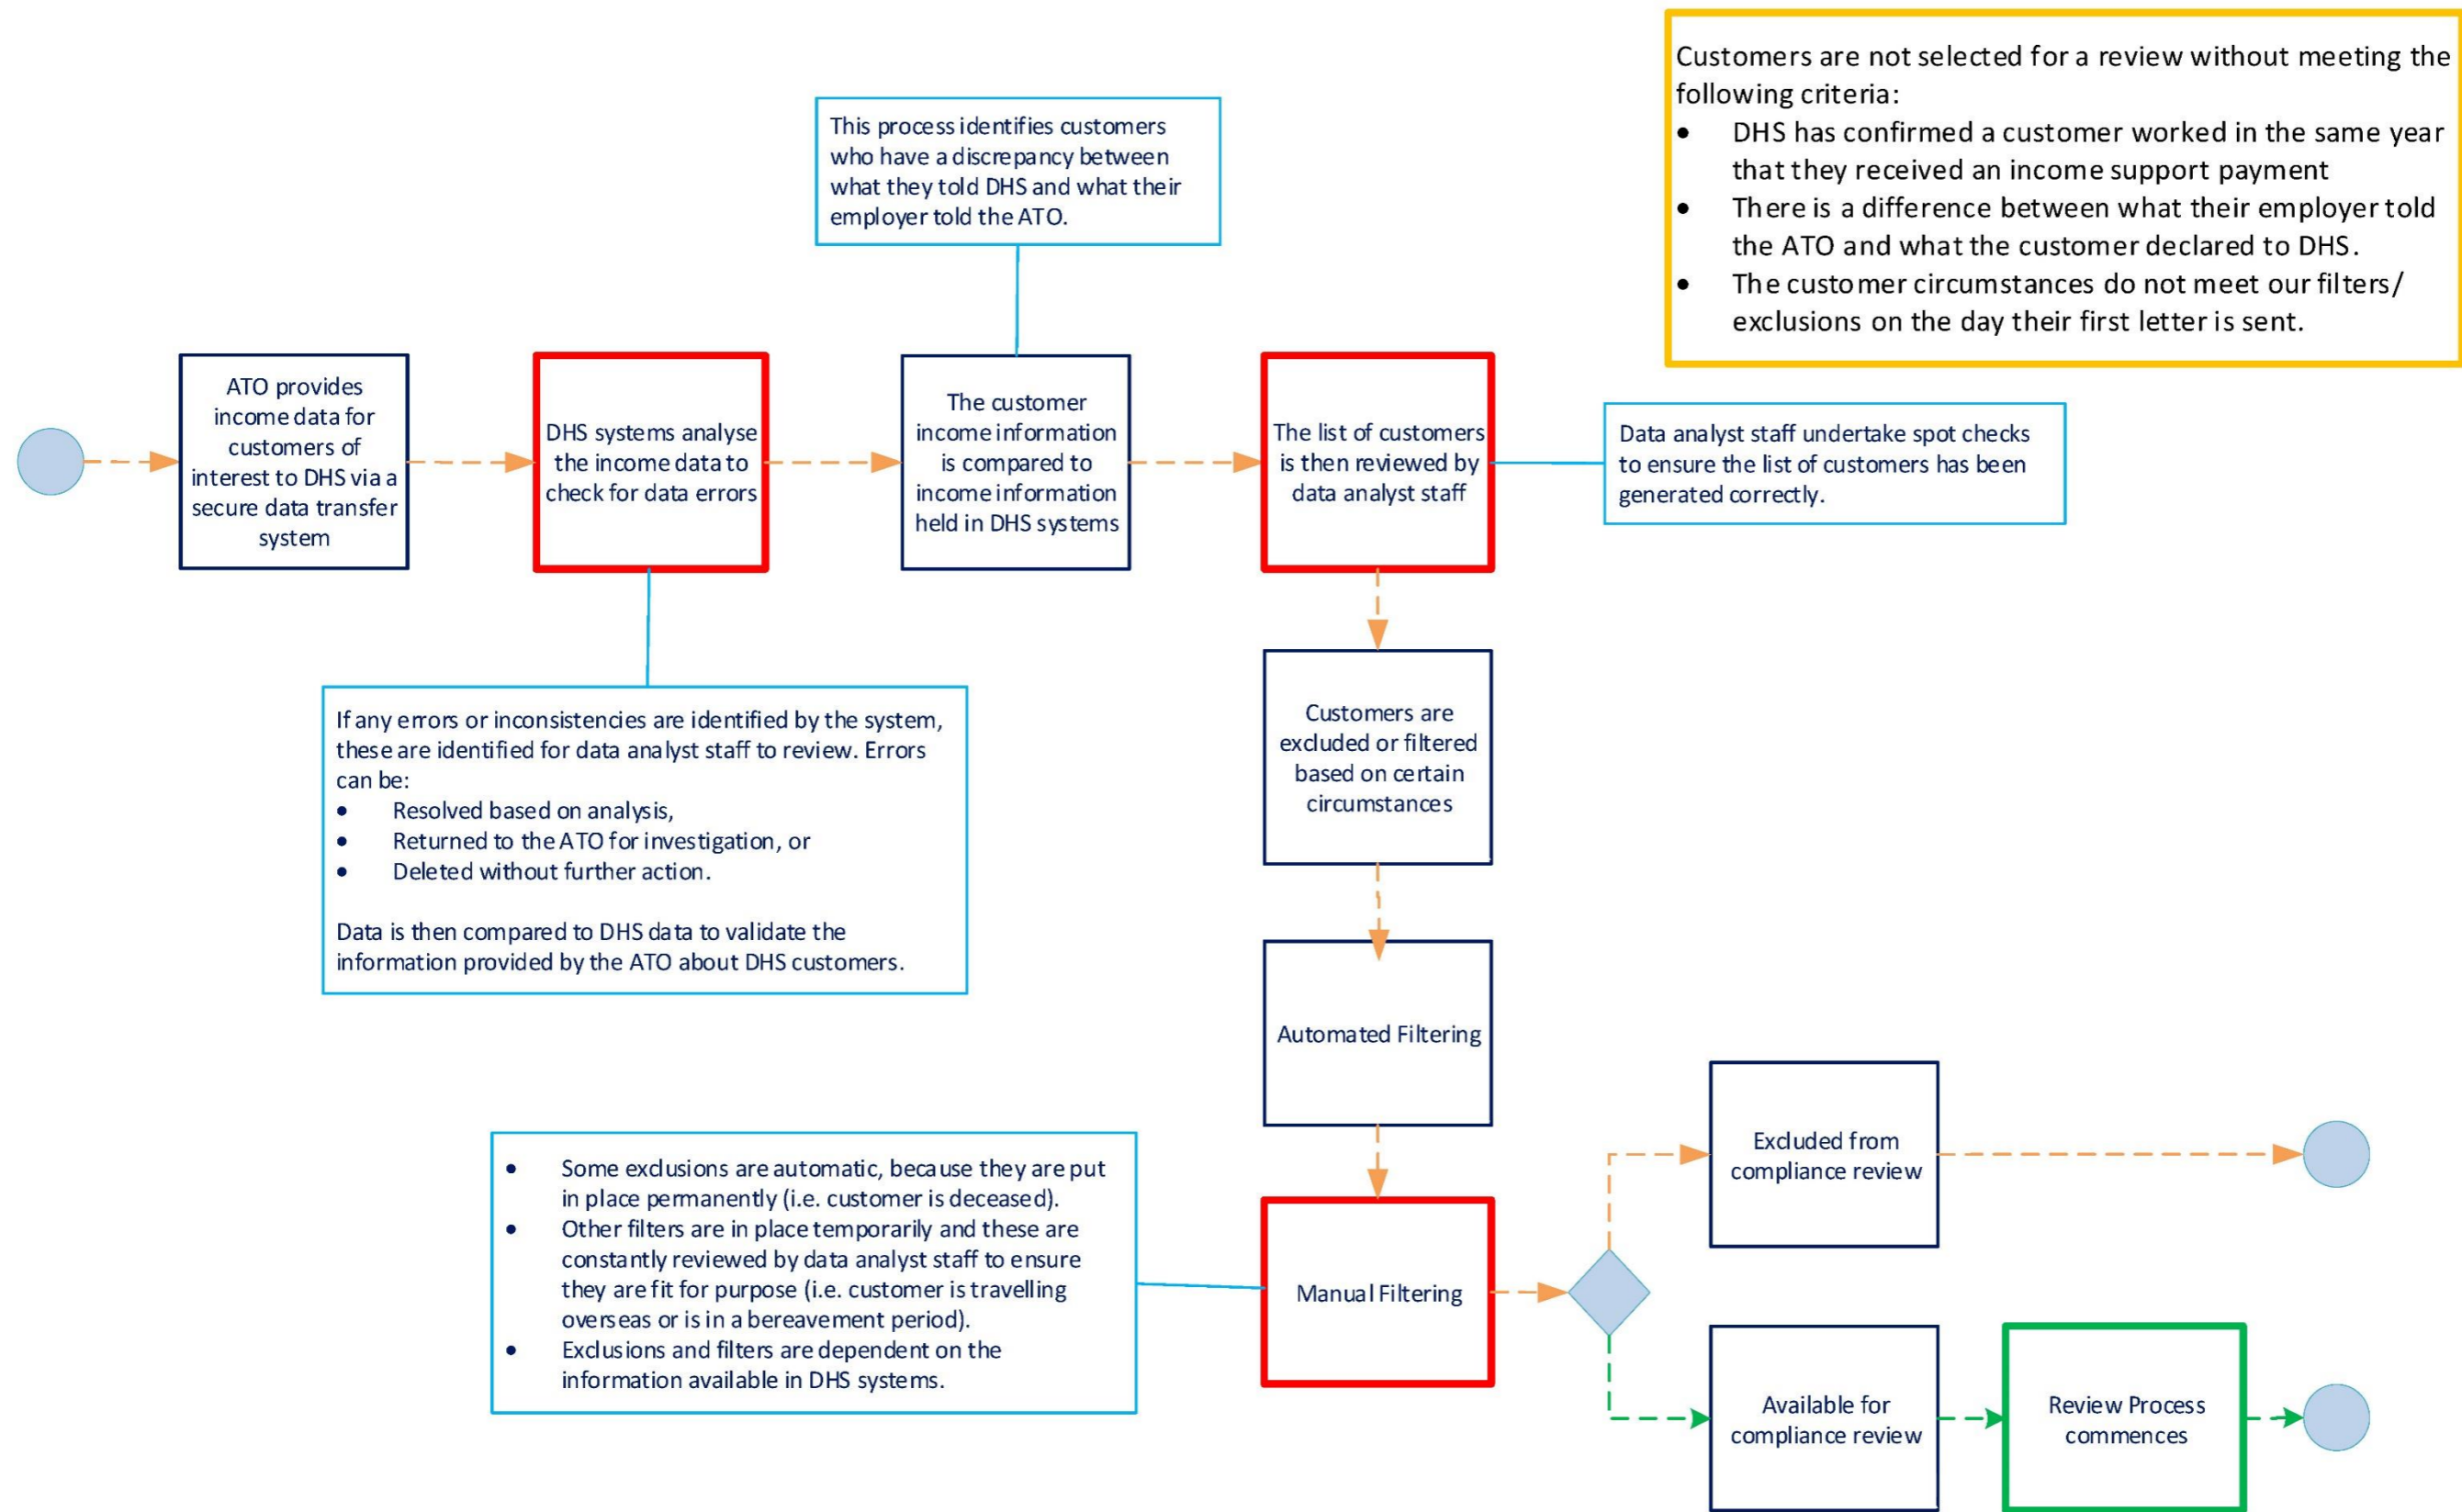 Customers are not selected for a review without meeting the
following criteria:
• DHS has confirmed a customer worked in the same year
that they received an income support payment
• There is a difference between what their employer told
the ATO and what the customer declared to DHS.
• The customer circumstances do not meet our filters/
exclusions on the day their first letter is sent.
This process identifies customers
who have a discrepancy between
what they told DHS and what their
employer told the ATO.
ATO provides
income data for
customers of
interest to DHS via a
secure data transfer
system
DHS systems analyse
the income data to
check for data errors
The customer
income information
is compared to
income information
held in DHS systems
The list of customers
is then reviewed by
data analyst staff
Data analyst staff undertake spot checks
to ensure the list of customers has been
generated correctly.
If any errors or inconsistencies are identified by the system,
these are identified for data analyst staff to review. Errors
can be:
• Resolved based on analysis,
• Returned to the ATO for investigation, or
• Deleted without further action.
Data is then compared to DHS data to validate the
information provided by the ATO about DHS customers.
Customers are
excluded or filtered
based on certain
circumstances
Automated Filtering
• Some exclusions are automatic, because they are put
in place permanently (i.e. customer is deceased).
• Other filters are in place temporarily and these are
constantly reviewed by data analyst staff to ensure
they are fit for purpose (i.e. customer is travelling
overseas or is in a bereavement period).
• Exclusions and filters are dependent on the
information available in DHS systems.
Manual Filtering
Excluded from
compliance review
Available for
compliance review
Review Process
commences